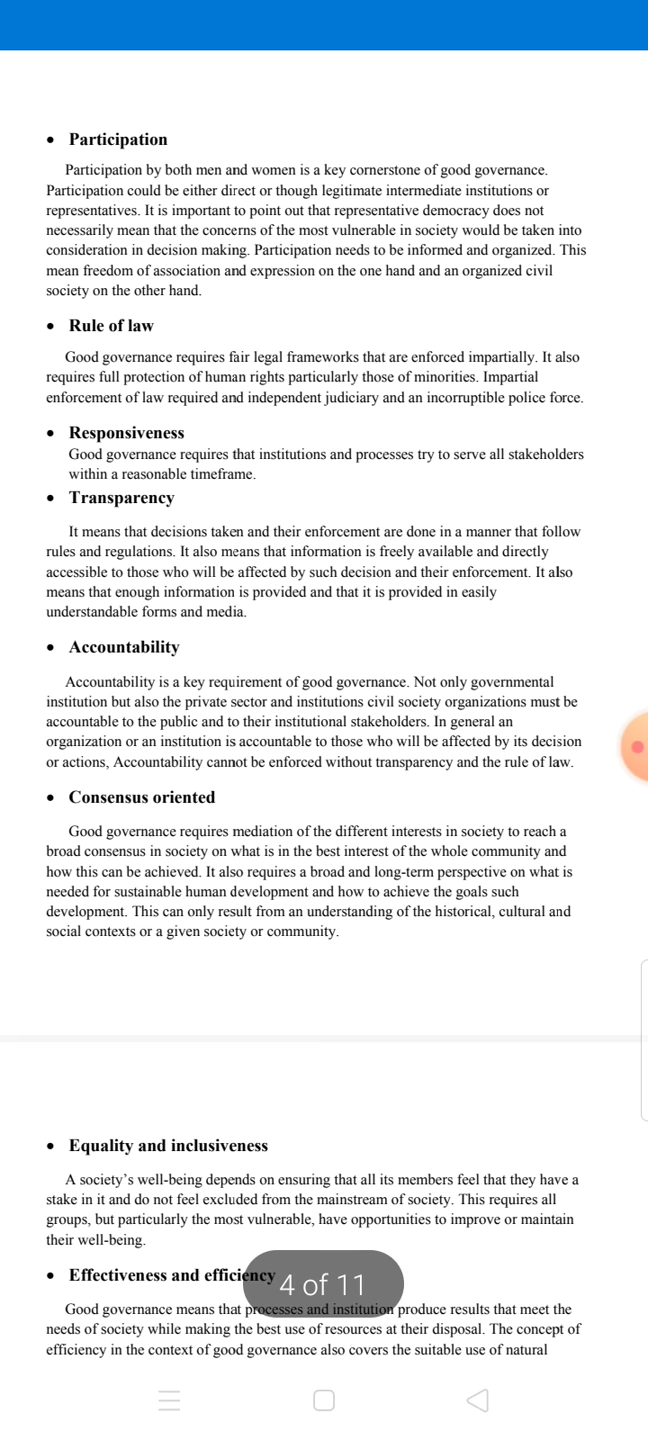 • Participation
Participation by both men and women is a key cornerstone of good governance.
Participation could be either direct or though legitimate intermediate institutions or
representatives. It is important to point out that representative democracy does not
necessarily mean that the concerns of the most vulnerable in society would be taken into
consideration in decision making. Participation needs to be informed and organized. This
mean freedom of association and expression on the one hand and an organized civil
society on the other hand.
• Rule of law
Good governance requires fair legal frameworks that are enforced impartially. It also
requires full protection of human rights particularly those of minorities. Impartial
enforcement of law required and independent judiciary and an incorruptible police force.
• Responsiveness
Good governance requires that institutions and processes try to serve all stakeholders
within a reasonable timeframe.
• Transparency
It means that decisions taken and their enforcement are done in a manner that follow
rules and regulations. It also means that information is freely available and directly
accessible to those who will be affected by such decision and their enforcement. It also
means that enough information is provided and that it is provided in easily
understandable forms and media.
• Accountability
Accountability is a key requirement of good governance. Not only governmental
institution but also the private sector and institutions civil society organizations must be
accountable to the public and to their institutional stakeholders. In general an
organization or an institution is accountable to those who will be affected by its decision
or actions, Accountability cannot be enforced without transparency and the rule of law.
• Consensus oriented
Good governance requires mediation of the different interests in society to reach a
broad consensus in society on what is in the best interest of the whole community and
how this can be achieved. It also requires a broad and long-term perspective on what is
needed for sustainable human development and how to achieve the goals such
development. This can only result from an understanding of the historical, cultural and
social contexts or a given society or community.
• Equality and inclusiveness
A society's well-being depends on ensuring that all its members feel that they have a
stake in it and do not feel excluded from the mainstream of society. This requires all
groups, but particularly the most vulnerable, have opportunities to improve or maintain
their well-being.
• Effectiveness and efficiency
4 of 11
Good governance means that processes and institution produce results that meet the
needs of society while making the best use of resources at their disposal. The concept of
efficiency in the context of good governance also covers the suitable use of natural